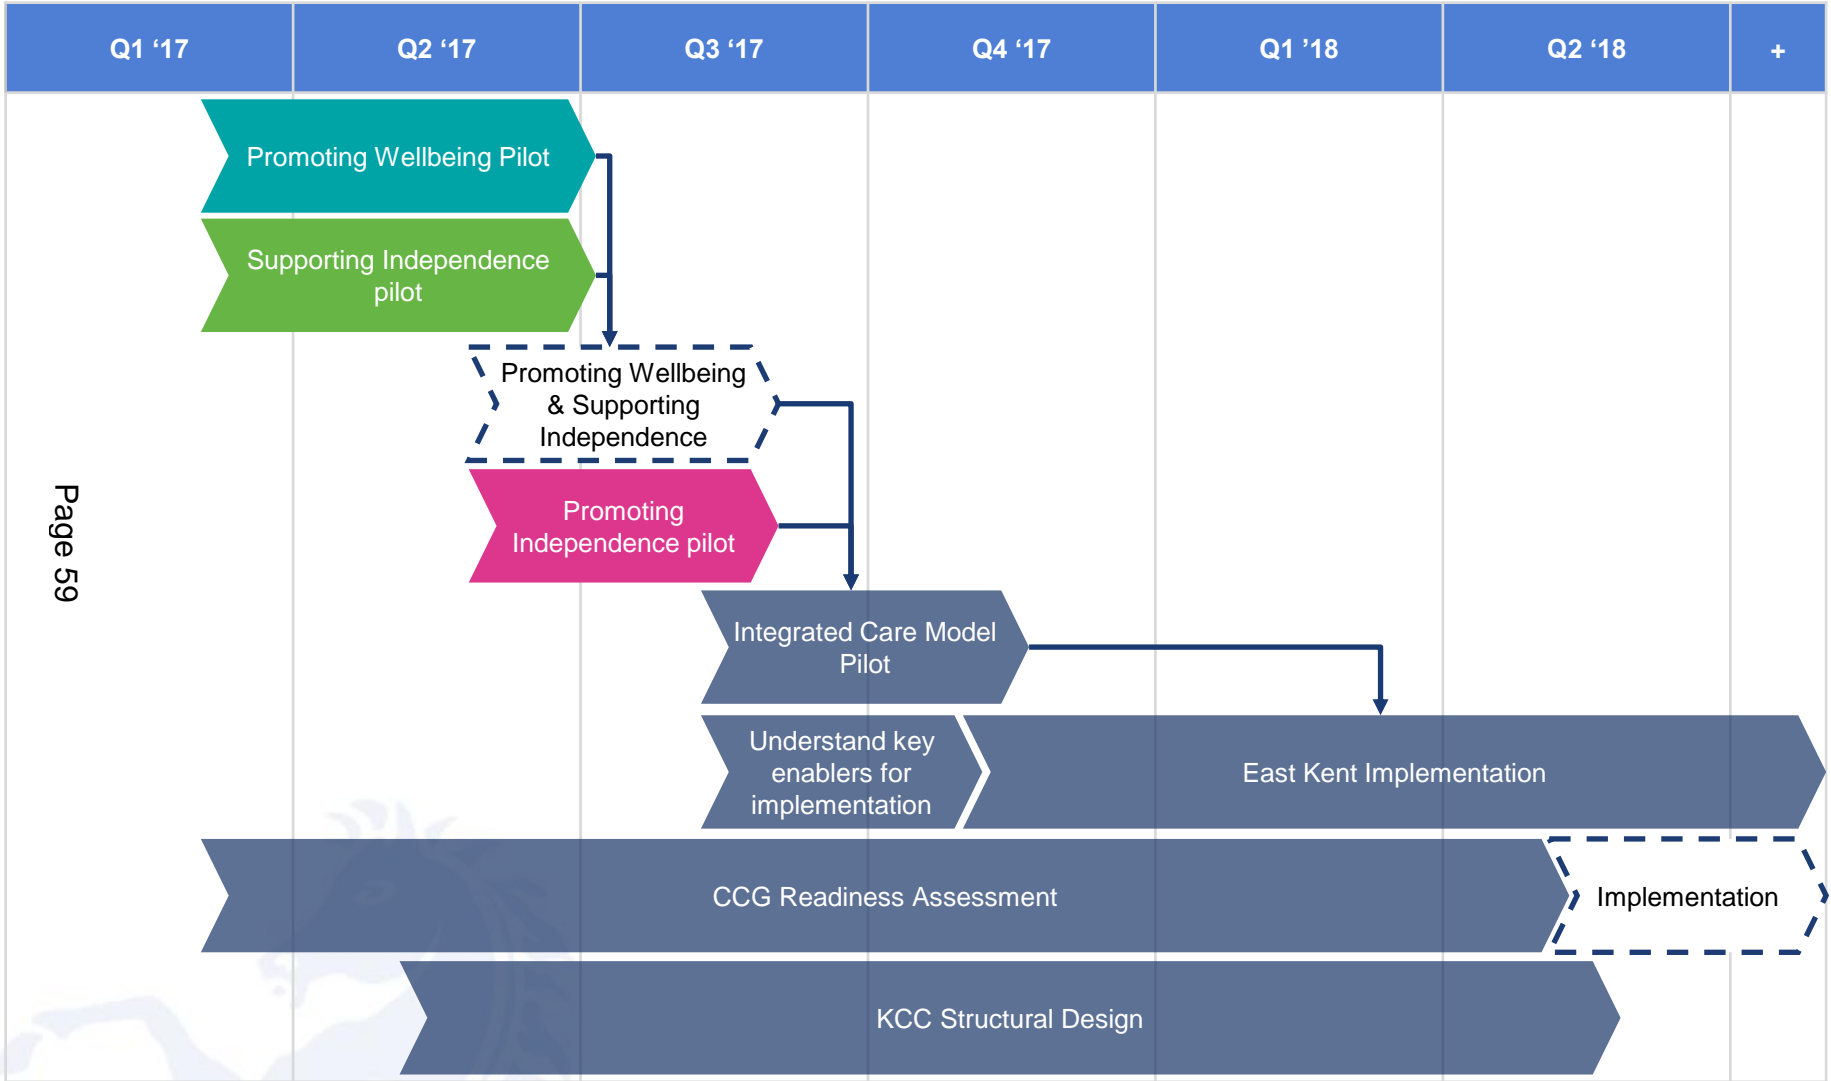 Q1 ‘17
Q2 ‘17
Q3 ‘17
Q4 ‘17
Q1 ’18
Q2 ‘18
+
Promoting Wellbeing Pilot
Supporting Independence
pilot
Promoting Wellbeing
& Supporting
Independence
Promoting
Independence pilot
Page 59
Integrated Care Model
Pilot
Understand key
enablers for
implementation
East Kent Implementation
CCG Readiness Assessment
Implementation
KCC Structural Design